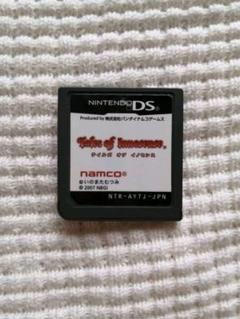 NINTENDO DS
Produced by 株式会社バンダイナムコゲームス
Tales of Innocence
テイルズ オブ イノセンス
namco®
©いのまたむつみ
© 2007 NBGI
NTR-AYTJ-JPN